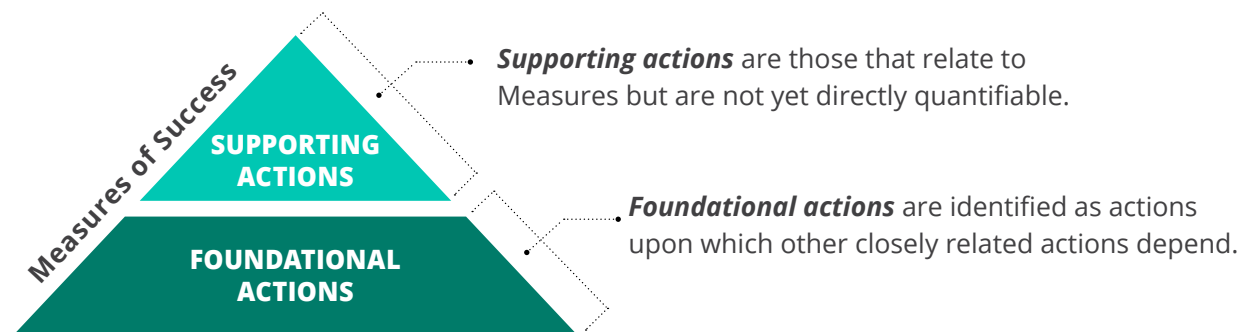 Measures of Success
SUPPORTING
ACTIONS
Supporting actions are those that relate to
Measures but are not yet directly quantifiable.
FOUNDATIONAL
ACTIONS
Foundational actions are identified as actions
upon which other closely related actions depend.